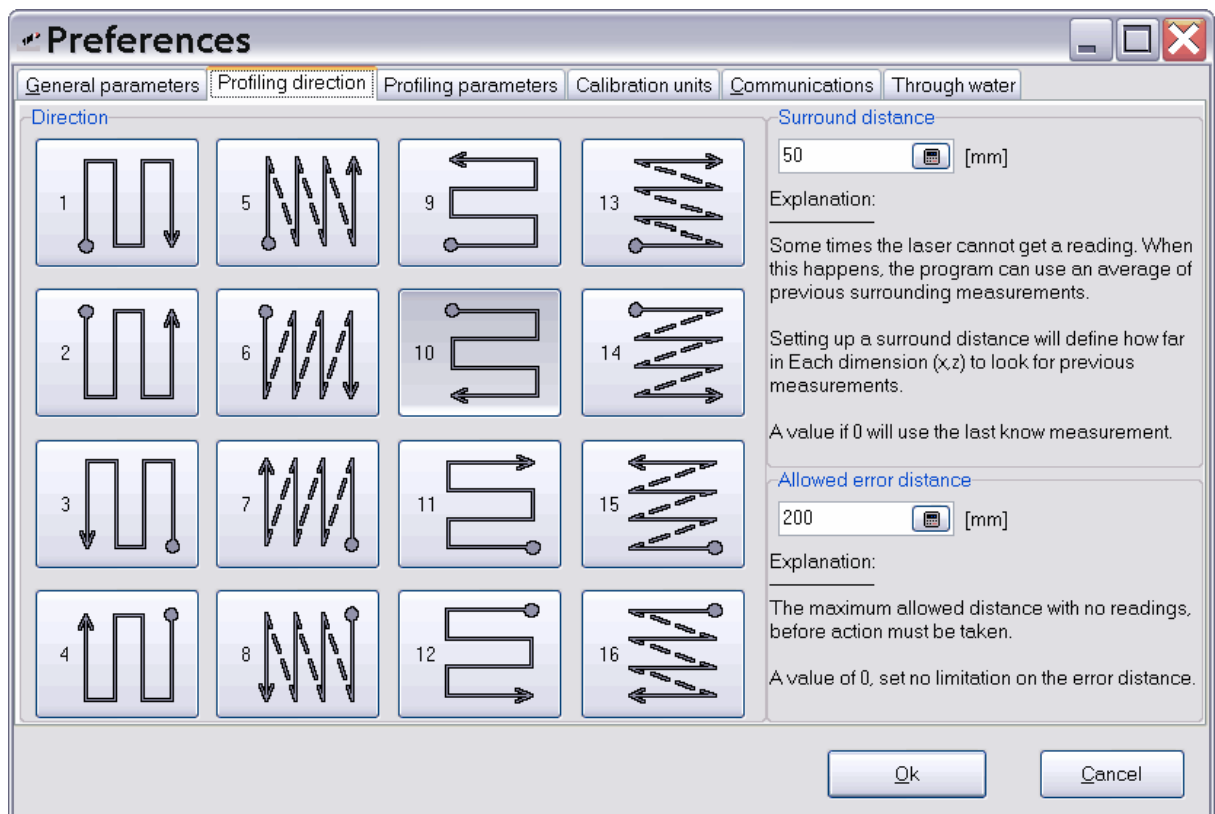 Preferences
General parameters Profiling direction Profiling parameters Calibration units Communications Through water
Direction
1 5 9 13
2 6 10 14
3 7 11 15
4 8 12 16
Surround distance
50 [mm]
Explanation:
Some times the laser cannot get a reading. When
this happens, the program can use an average of
previous surrounding measurements.
Setting up a surround distance will define how far
in Each dimension (x,z) to look for previous
measurements.
A value if 0 will use the last know measurement.
Allowed error distance
200 [mm]
Explanation:
The maximum allowed distance with no readings,
before action must be taken.
A value of 0, set no limitation on the error distance.
Ok Cancel